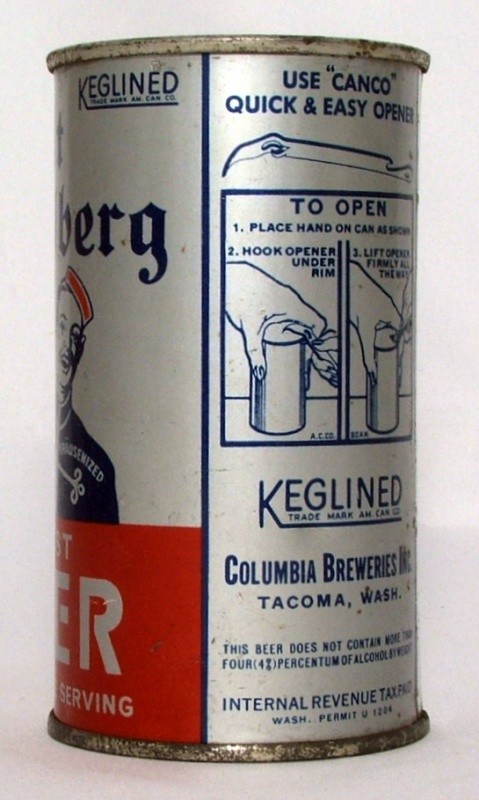 KEGLINED
TRADE MARK AM. CAN CO.
t
berg
ST
ER
SERVING
USE "CANCO"
QUICK & EASY OPENER
TO OPEN
1. PLACE HAND ON CAN AS SHOWN
2. HOOK OPENER
UNDER
RIM
3. LIFT OPENER
FIRMLY ALL
THE WAY
A.C.CO.
KEGLINED
TRADE MARK AM. CAN CO.
COLUMBIA BREWERIES INC.
TACOMA, WASH.
THIS BEER DOES NOT CONTAIN MORE THAN
FOUR (4%) PERCENTUM OF ALCOHOL BY WEIGHT
INTERNAL REVENUE TAX PAID
WASH. PERMIT U 1206